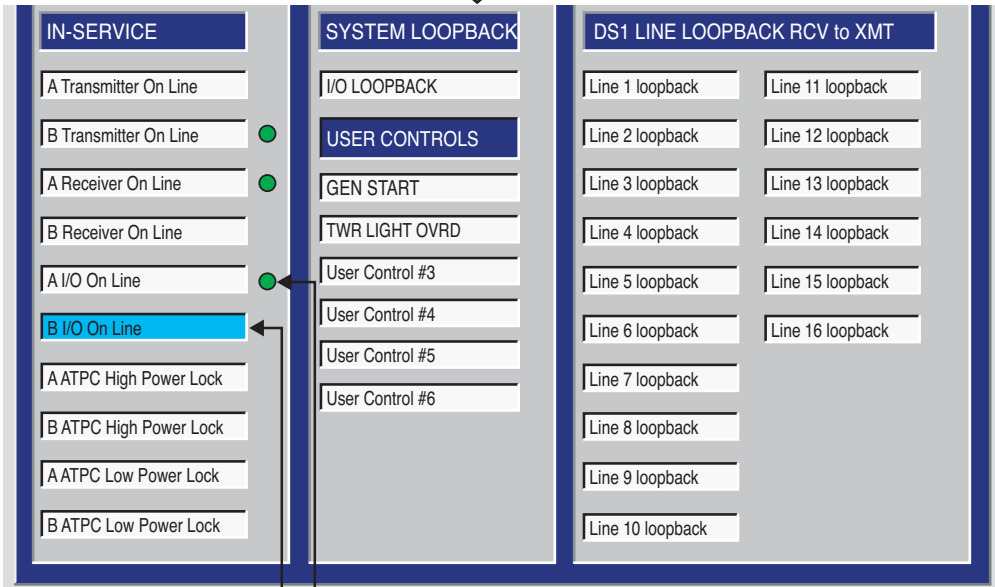 IN-SERVICE
A Transmitter On Line
B Transmitter On Line
A Receiver On Line
B Receiver On Line
A I/O On Line
B I/O On Line
A ATPC High Power Lock
B ATPC High Power Lock
A ATPC Low Power Lock
B ATPC Low Power Lock
SYSTEM LOOPBACK
I/O LOOPBACK
USER CONTROLS
GEN START
TWR LIGHT OVRD
User Control #3
User Control #4
User Control #5
User Control #6
DS1 LINE LOOPBACK RCV to XMT
Line 1 loopback
Line 2 loopback
Line 3 loopback
Line 4 loopback
Line 5 loopback
Line 6 loopback
Line 7 loopback
Line 8 loopback
Line 9 loopback
Line 10 loopback
Line 11 loopback
Line 12 loopback
Line 13 loopback
Line 14 loopback
Line 15 loopback
Line 16 loopback